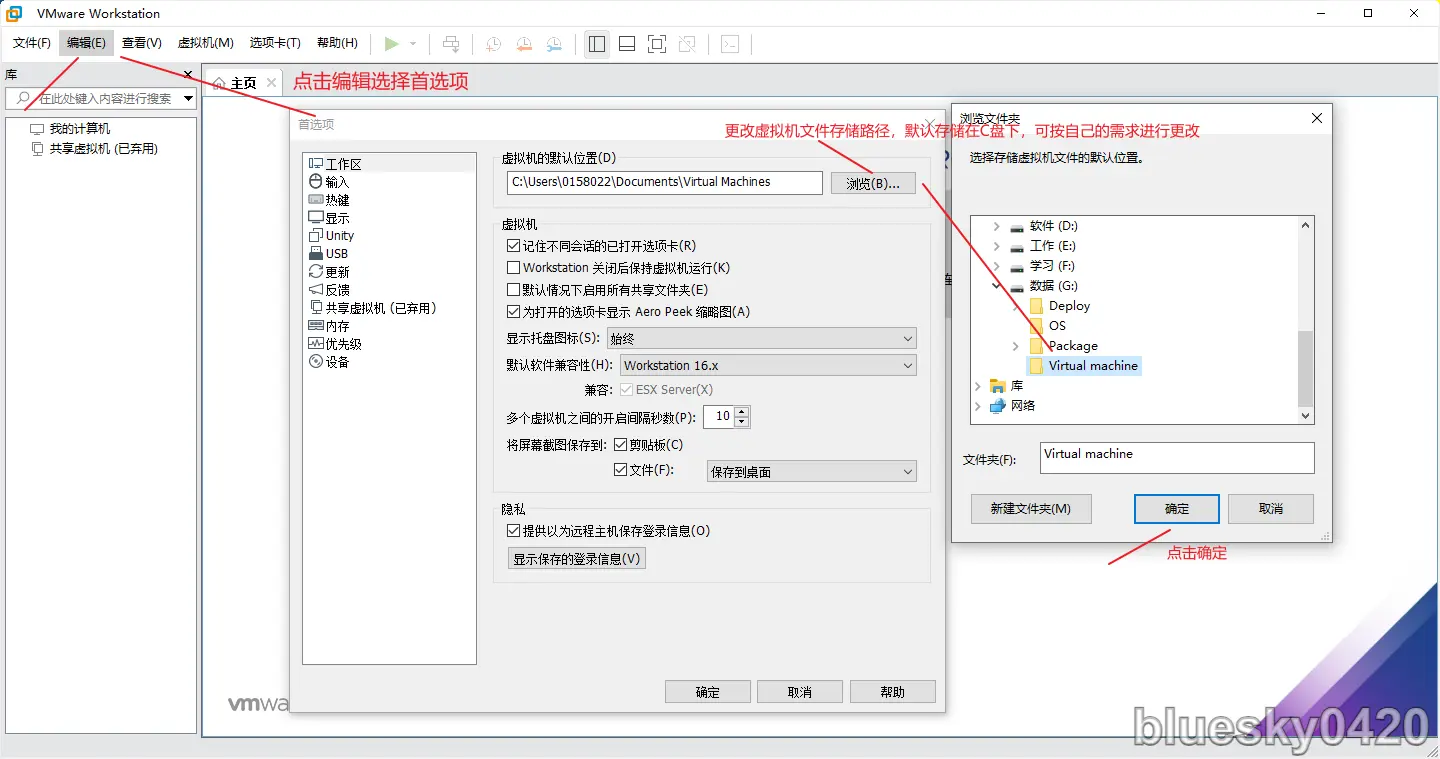 VMware Workstation
文件(F) 编辑(E) 查看(V) 虚拟机(M) 选项卡(T) 帮助(H)
库
在此处键入内容进行搜索
我的计算机
共享虚拟机 (已弃用)
主页
点击编辑选择首选项
首选项
工作区
输入
热键
显示
Unity
USB
更新
反馈
共享虚拟机 (已弃用)
内存
优先级
设备
更改虚拟机文件存储路径，默认存储在C盘下，可按自己的需求进行更改
虚拟机的默认位置(D)
C:\Users\0158022\Documents\Virtual Machines
浏览(B)...
虚拟机
记住不同会话的已打开选项卡(R)
Workstation 关闭后保持虚拟机运行(K)
默认情况下启用所有共享文件夹(E)
为打开的选项卡显示 Aero Peek 缩略图(A)
显示托盘图标(S): 始终
默认软件兼容性(H): Workstation 16.x
兼容: ESX Server(X)
多个虚拟机之间的开启间隔秒数(P): 10
将屏幕截图保存到: 剪贴板(C)
文件(F): 保存到桌面
隐私
提供以为远程主机保存登录信息(O)
显示保存的登录信息(V)
确定 取消 帮助
浏览文件夹
选择存储虚拟机文件的默认位置。
软件 (D:)
工作 (E:)
学习 (F:)
数据 (G:)
Deploy
OS
Package
Virtual machine
库
网络
文件夹(F): Virtual machine
新建文件夹(M) 确定 取消
点击确定
vmwa
bluesky0420